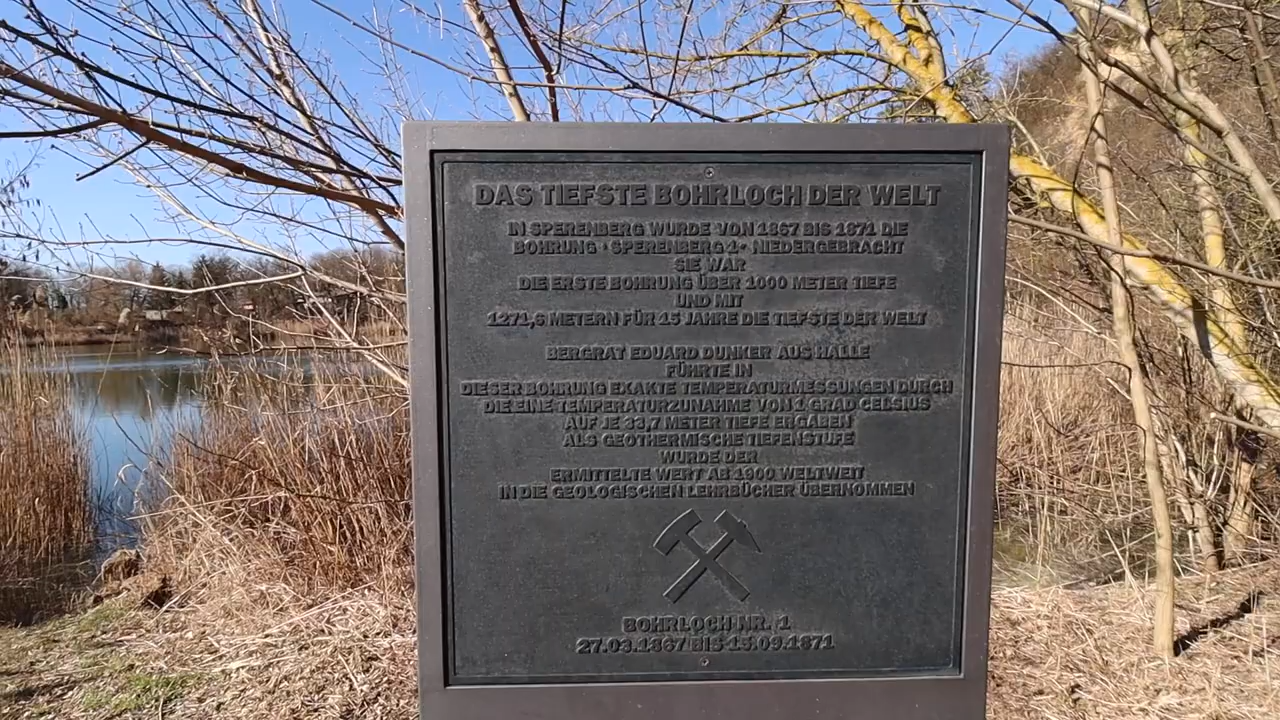 DAS TIEFSTE BOHRLOCH DER WELT
IN SPERENBERG WURDE VON 1867 BIS 1871 DIE
BOHRUNG "SPERENBERG 1" NIEDERGEBRACHT
SIE WAR
DIE ERSTE BOHRUNG ÜBER 1000 METER TIEFE
UND MIT
1271,6 METERN FÜR 15 JAHRE DIE TIEFSTE DER WELT
BERGRAT EDUARD DUNKER AUS HALLE
FÜHRTE IN
DIESER BOHRUNG EXAKTE TEMPERATURMESSUNGEN DURCH
DIE EINE TEMPERATURZUNAHME VON 1 GRAD CELSIUS
AUF JE 33,7 METER TIEFE ERGABEN
ALS GEOTHERMISCHE TIEFENSTUFE
WURDE DER
ERMITTELTE WERT AB 1900 WELTWEIT
IN DIE GEOLOGISCHEN LEHRBÜCHER ÜBERNOMMEN
BOHRLOCH NR. 1
27.03.1867 BIS 15.09.1871